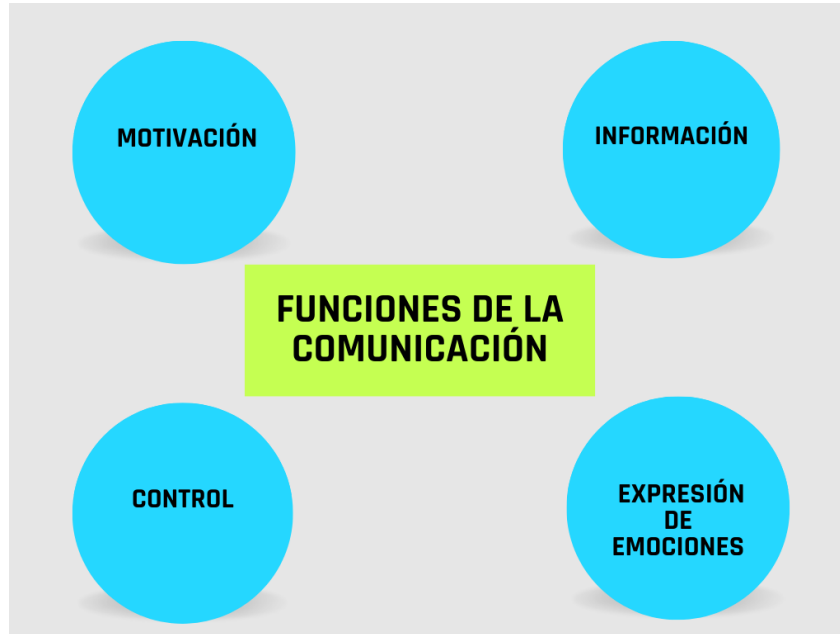 MOTIVACIÓN
INFORMACIÓN
FUNCIONES DE LA
COMUNICACIÓN
CONTROL
EXPRESIÓN
DE
EMOCIONES